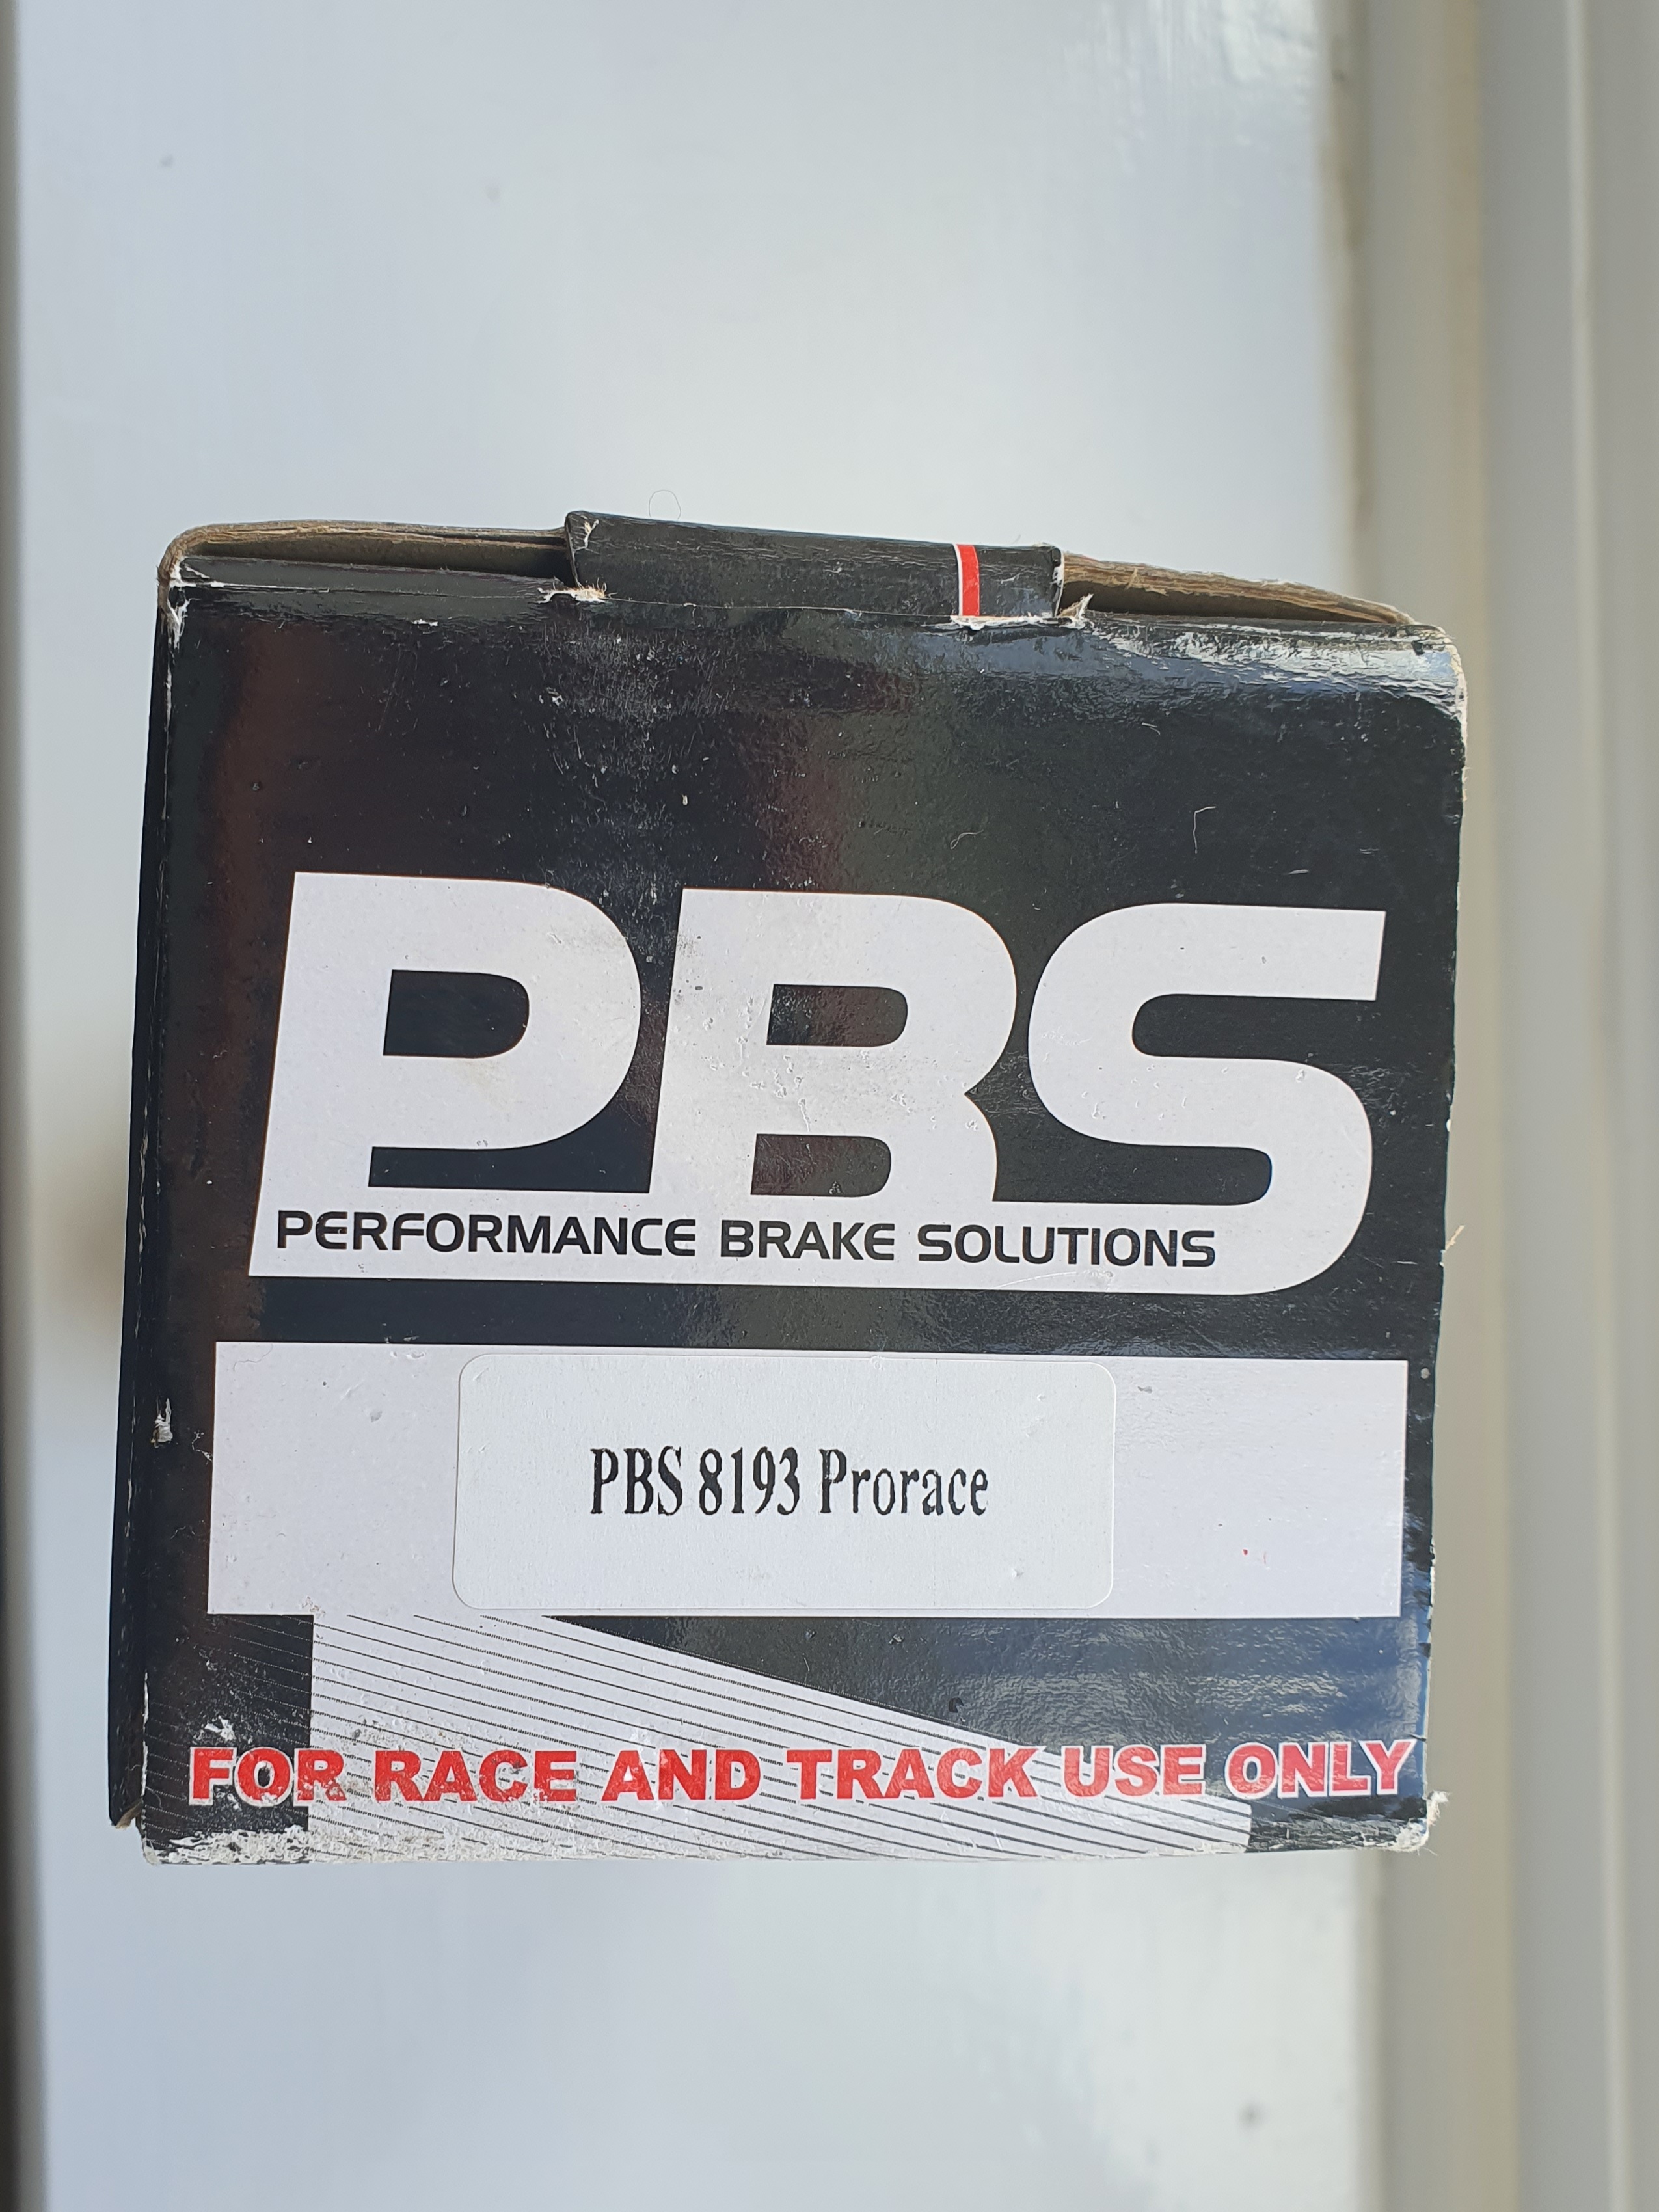 PBS
PERFORMANCE BRAKE SOLUTIONS
PBS 8193 Prorace
FOR RACE AND TRACK USE ONLY